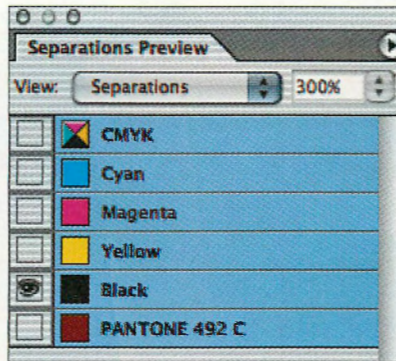 Separations Preview
View: Separations 300%
CMYK
Cyan
Magenta
Yellow
Black
PANTONE 492 C